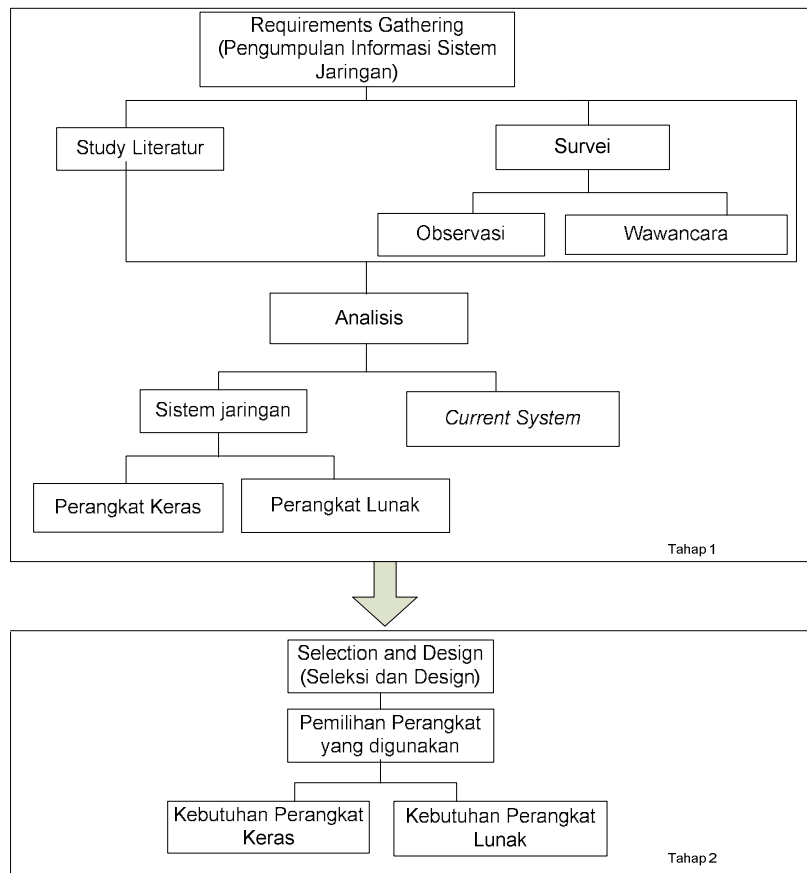 Requirements Gathering
(Pengumpulan Informasi Sistem
Jaringan)
Study Literatur
Survei
Observasi
Wawancara
Analisis
Sistem jaringan
Current System
Perangkat Keras
Perangkat Lunak
Tahap 1
Selection and Design
(Seleksi dan Design)
Pemilihan Perangkat
yang digunakan
Kebutuhan Perangkat
Keras
Kebutuhan Perangkat
Lunak
Tahap 2